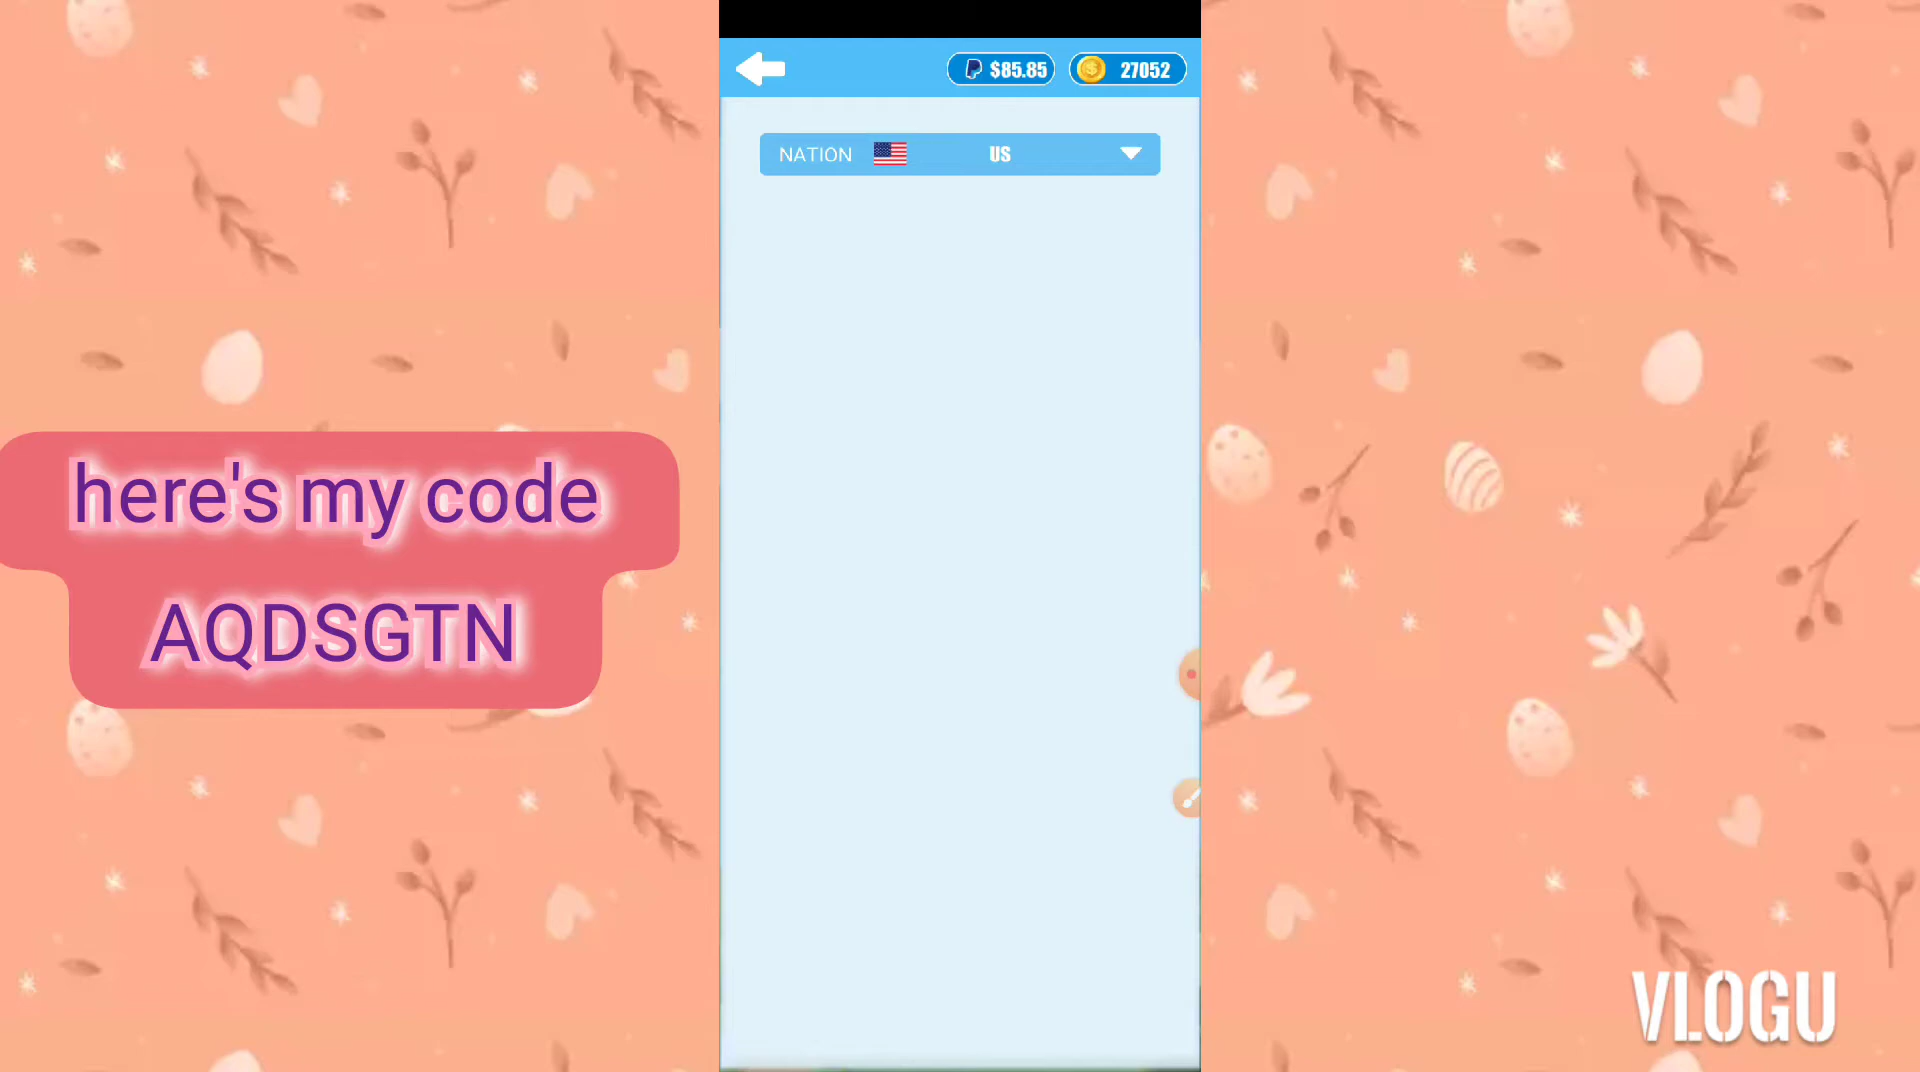 $85.85
27052
NATION US
here's my code
AQDSGTN
VLOGU